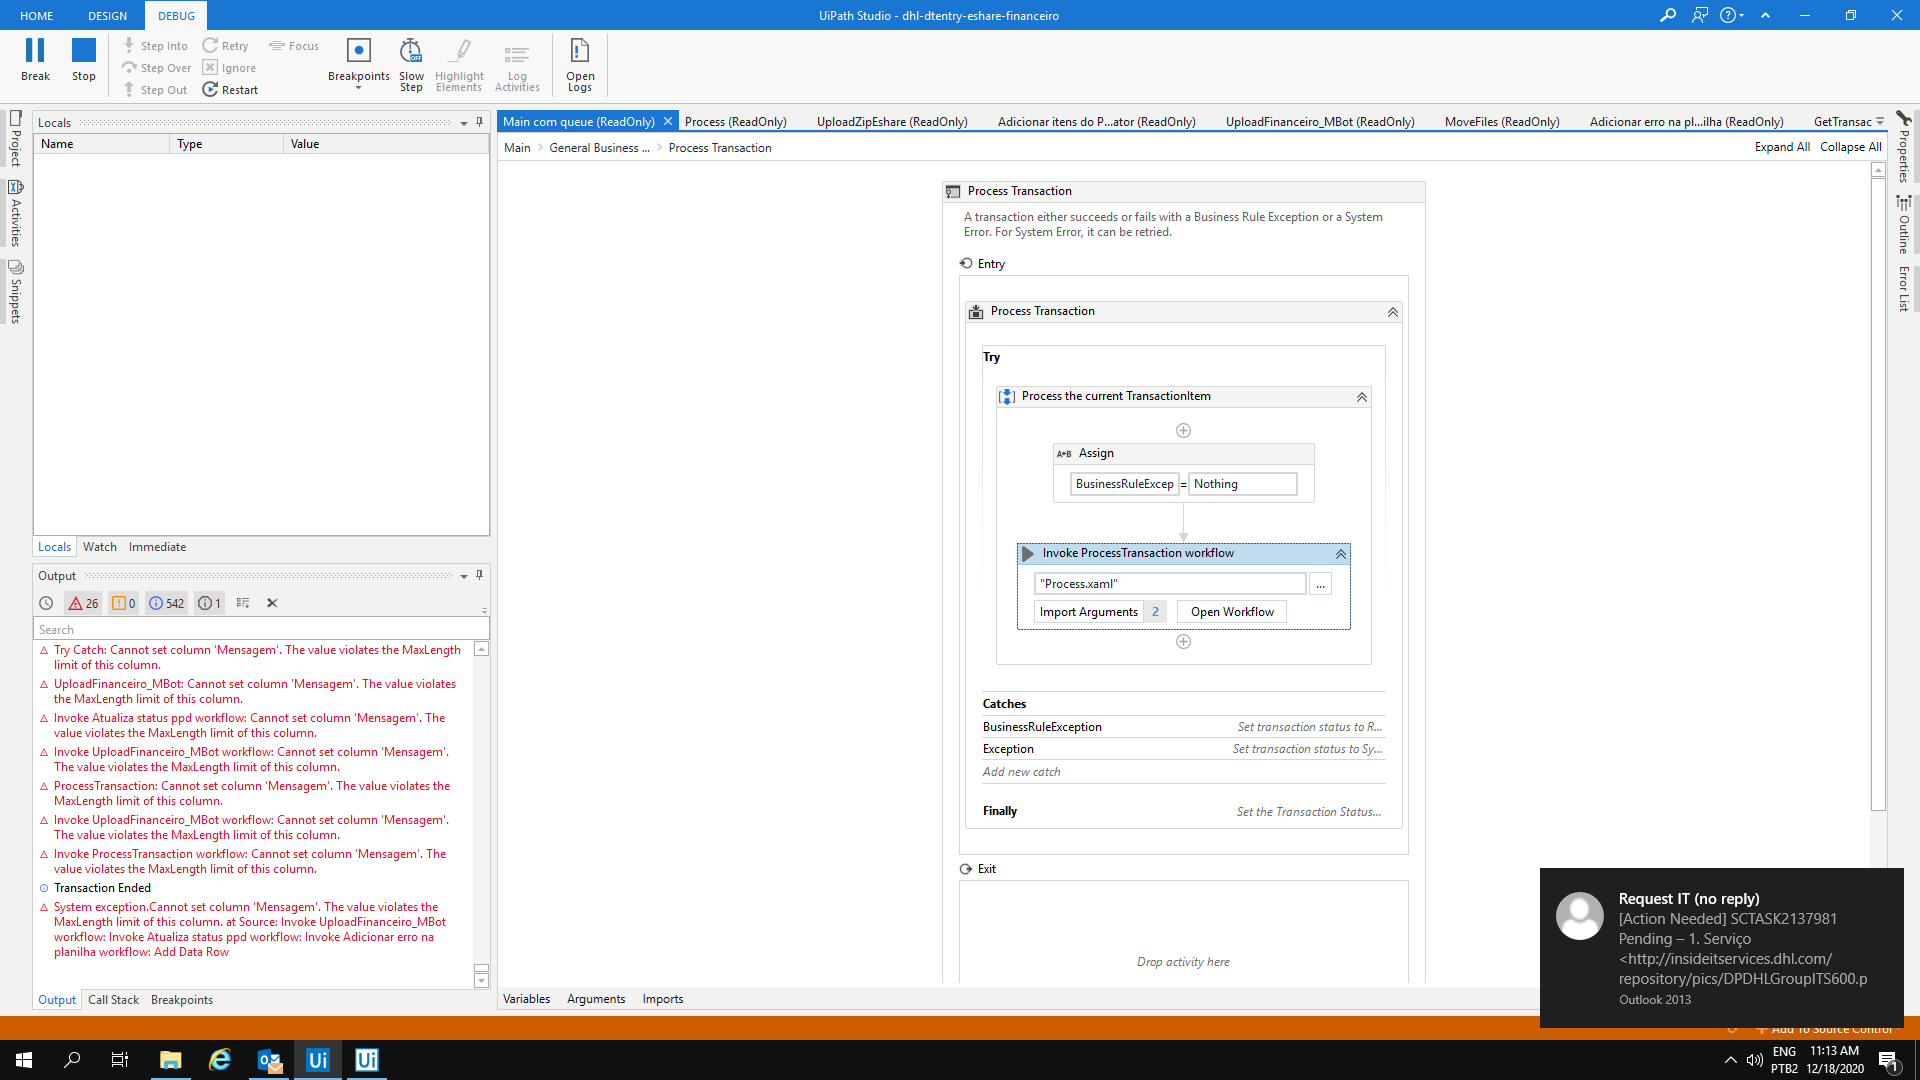 HOME DESIGN DEBUG
UiPath Studio - dhl-dtentry-eshare-financeiro
Break
Stop
Step Into
Step Over
Step Out
Retry
Ignore
Restart
Focus
Breakpoints
Slow Step
OFF
Highlight Elements
Log Activities
Open Logs
Project
Activities
Snippets
Locals
Name Type Value
Locals Watch Immediate
Output
26 0 542 1
Search
Try Catch: Cannot set column 'Mensagem'. The value violates the MaxLength
limit of this column.
UploadFinanceiro_MBot: Cannot set column 'Mensagem'. The value violates
the MaxLength limit of this column.
Invoke Atualiza status ppd workflow: Cannot set column 'Mensagem'. The
value violates the MaxLength limit of this column.
Invoke UploadFinanceiro_MBot workflow: Cannot set column 'Mensagem'.
The value violates the MaxLength limit of this column.
ProcessTransaction: Cannot set column 'Mensagem'. The value violates the
MaxLength limit of this column.
Invoke UploadFinanceiro_MBot workflow: Cannot set column 'Mensagem'.
The value violates the MaxLength limit of this column.
Invoke ProcessTransaction workflow: Cannot set column 'Mensagem'. The
value violates the MaxLength limit of this column.
Transaction Ended
System exception.Cannot set column 'Mensagem'. The value violates the
MaxLength limit of this column. at Source: Invoke UploadFinanceiro_MBot
workflow: Invoke Atualiza status ppd workflow: Invoke Adicionar erro na
planilha workflow: Add Data Row
Output Call Stack Breakpoints
Main com queue (ReadOnly) Process (ReadOnly) UploadZipEshare (ReadOnly) Adicionar itens do P...ator (ReadOnly) UploadFinanceiro_MBot (ReadOnly) MoveFiles (ReadOnly) Adicionar erro na pl...ilha (ReadOnly) GetTransac
Main General Business ... Process Transaction
Expand All Collapse All
Process Transaction
A transaction either succeeds or fails with a Business Rule Exception or a System
Error. For System Error, it can be retried.
Entry
Process Transaction
Try
Process the current TransactionItem
A+B Assign
BusinessRuleExcep = Nothing
Invoke ProcessTransaction workflow
"Process.xaml" ...
Import Arguments 2 Open Workflow
Catches
BusinessRuleException Set transaction status to R...
Exception Set transaction status to Sy...
Add new catch
Finally Set the Transaction Status...
Exit
Drop activity here
Variables Arguments Imports
Properties
Outline
Error List
Request IT (no reply)
[Action Needed] SCTASK2137981
Pending – 1. Serviço
<http://insideitservices.dhl.com/
repository/pics/DPDHLGroupITS600.p
Outlook 2013
Add To Source Control
Ui
Ui
ENG
PTB2
11:13 AM
12/18/2020
1